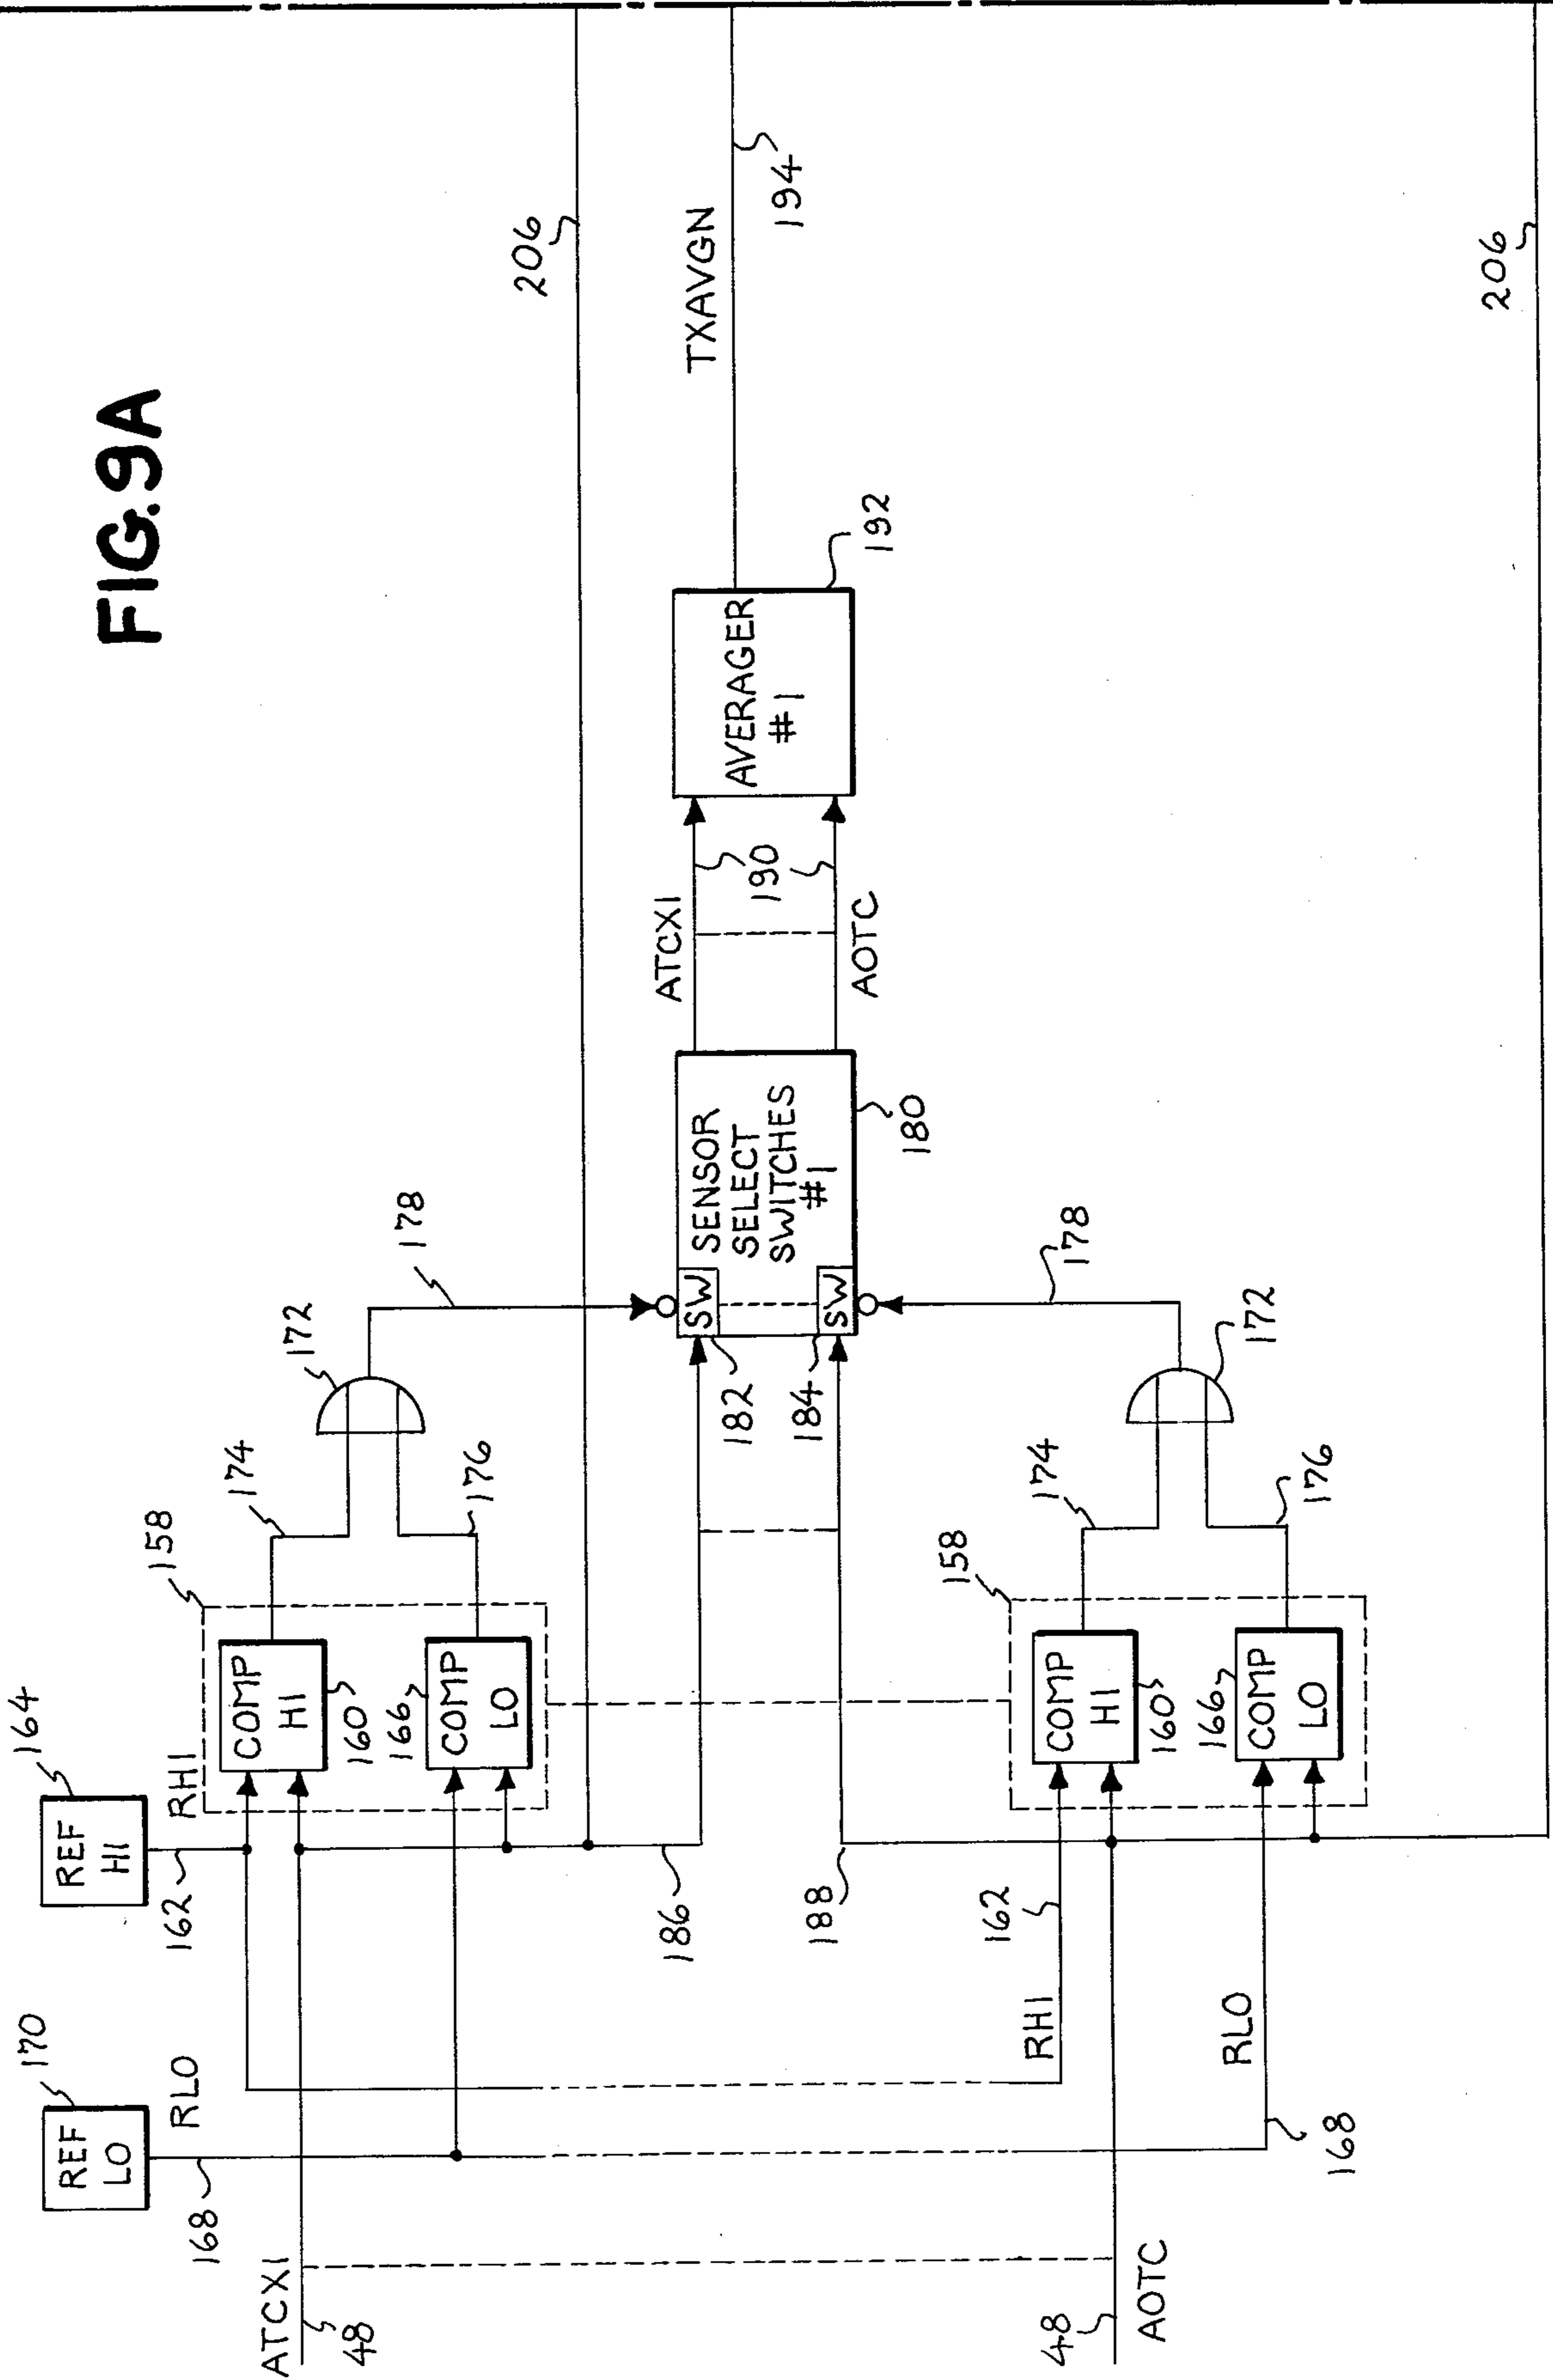 FIG.9A
REF
LO
170
RLO
168
REF
HI
164
RHI
162
158
COMP
HI
160
166
COMP
LO
174
176
172
178
206
ATCX1
48
186
188
182
184
SW
SW
SENSOR
SELECT
SWITCHES
#1
180
ATCX1
190
AOTC
AVERAGER
#1
192
TXAVGN
194
178
RHI
162
RLO
168
158
COMP
HI
160
166
COMP
LO
174
176
172
48
AOTC
206